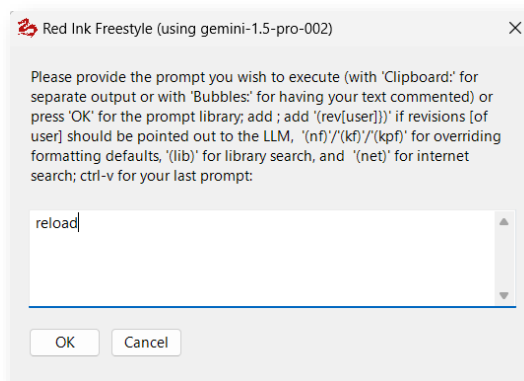 Red Ink Freestyle (using gemini-1.5-pro-002)
Please provide the prompt you wish to execute (with 'Clipboard:' for
separate output or with 'Bubbles:' for having your text commented) or
press 'OK' for the prompt library; add ; add '(rev[user]})' if revisions [of
user] should be pointed out to the LLM,  '(nf)'/'(kf)'/'(kpf)' for overriding
formatting defaults, '(lib)' for library search, and  '(net)' for internet
search; ctrl-v for your last prompt:
reload
OK Cancel